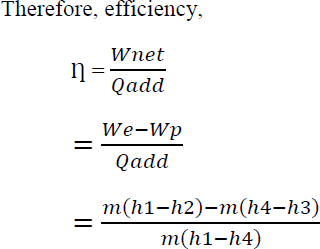 Therefore, efficiency,
Ƞ = Wnet / Qadd
= We−Wp / Qadd
= m(h1−h2)−m(h4−h3) / m(h1−h4)